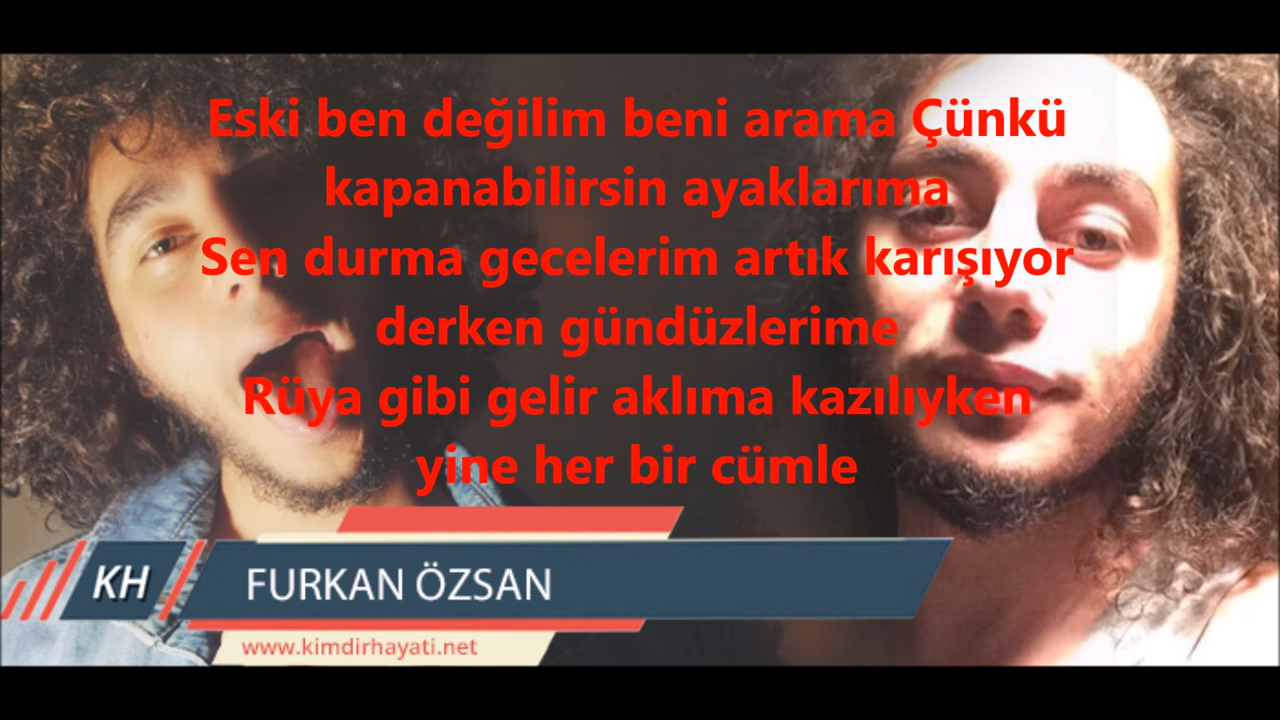 Eski ben değilim beni arama Çünkü
kapanabilirsin ayaklarıma
Sen durma gecelerim artık karışıyor
derken gündüzlerime
Rüya gibi gelir aklıma kazılıyken
yine her bir cümle
KH
FURKAN ÖZSAN
www.kimdirhayati.net